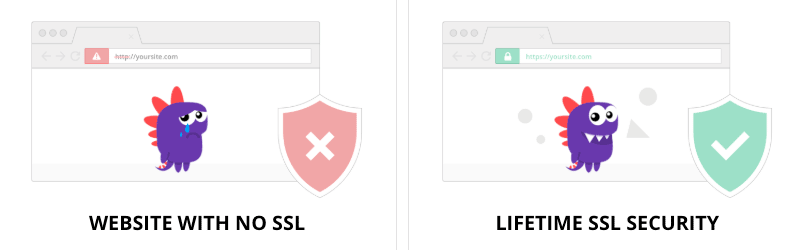 http://yoursite.com
https://yoursite.com
WEBSITE WITH NO SSL
LIFETIME SSL SECURITY